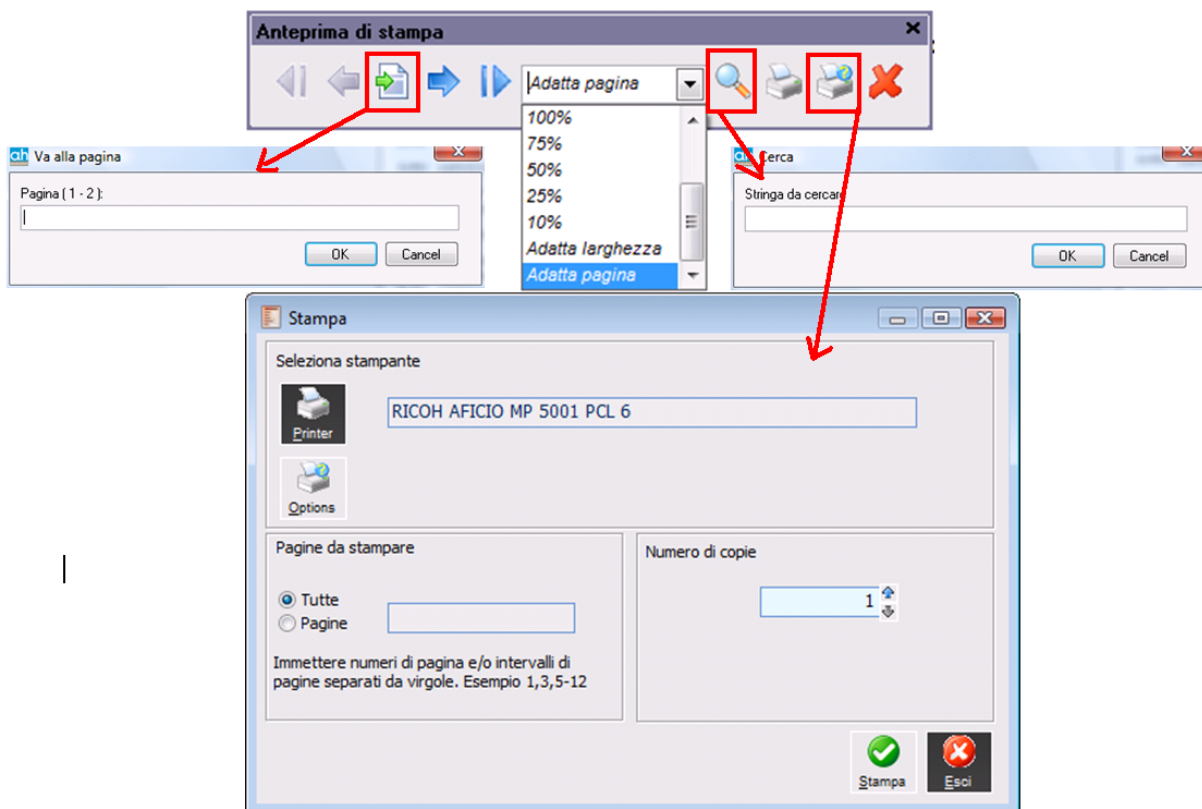 Anteprima di stampa
Adatta pagina
100%
75%
50%
25%
10%
Adatta larghezza
Adatta pagina
ah Va alla pagina
Pagina ( 1 - 2 ):
OK Cancel
ah Cerca
Stringa da cercare
OK Cancel
Stampa
Seleziona stampante
Printer
RICOH AFICIO MP 5001 PCL 6
Options
Pagine da stampare
Tutte
Pagine
Immettere numeri di pagina e/o intervalli di
pagine separati da virgole. Esempio 1,3,5-12
Numero di copie
1
Stampa Esci